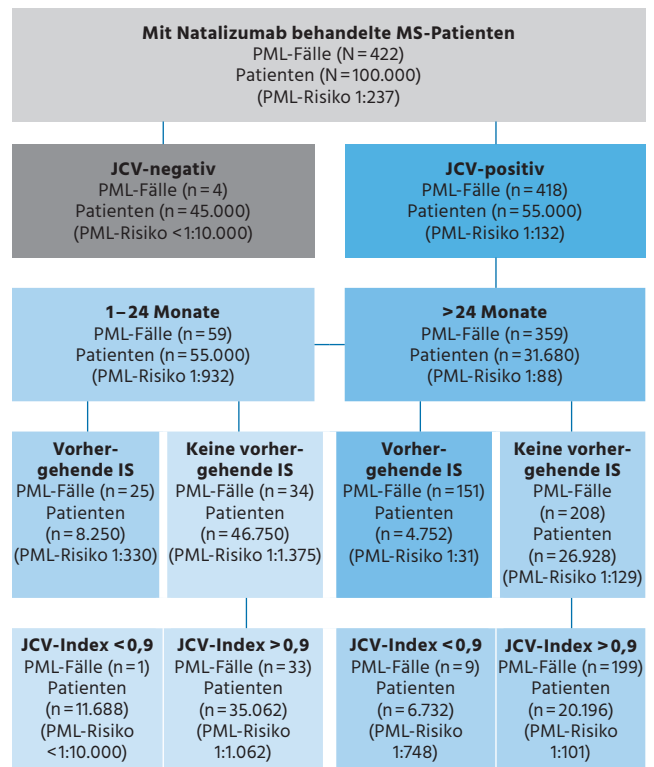 Mit Natalizumab behandelte MS-Patienten
PML-Fälle (N=422)
Patienten (N=100.000)
(PML-Risiko 1:237)
JCV-negativ
PML-Fälle (n=4)
Patienten (n=45.000)
(PML-Risiko <1:10.000)
JCV-positiv
PML-Fälle (n=418)
Patienten (n=55.000)
(PML-Risiko 1:132)
1–24 Monate
PML-Fälle (n=59)
Patienten (n=55.000)
(PML-Risiko 1:932)
>24 Monate
PML-Fälle (n=359)
Patienten (n=31.680)
(PML-Risiko 1:88)
Vorher-
gehende IS
PML-Fälle (n=25)
Patienten
(n=8.250)
(PML-Risiko 1:330)
Keine vorher-
gehende IS
PML-Fälle (n=34)
Patienten
(n=46.750)
(PML-Risiko 1:1.375)
Vorher-
gehende IS
PML-Fälle (n=151)
Patienten
(n=4.752)
(PML-Risiko 1:31)
Keine vorher-
gehende IS
PML-Fälle
(n=208)
Patienten
(n=26.928)
(PML-Risiko 1:129)
JCV-Index <0,9
PML-Fälle (n=1)
Patienten
(n=11.688)
(PML-Risiko
<1:10.000)
JCV-Index >0,9
PML-Fälle (n=33)
Patienten
(n=35.062)
(PML-Risiko
1:1.062)
JCV-Index <0,9
PML-Fälle (n=9)
Patienten
(n=6.732)
(PML-Risiko
1:748)
JCV-Index >0,9
PML-Fälle (n=199)
Patienten
(n=20.196)
(PML-Risiko
1:101)